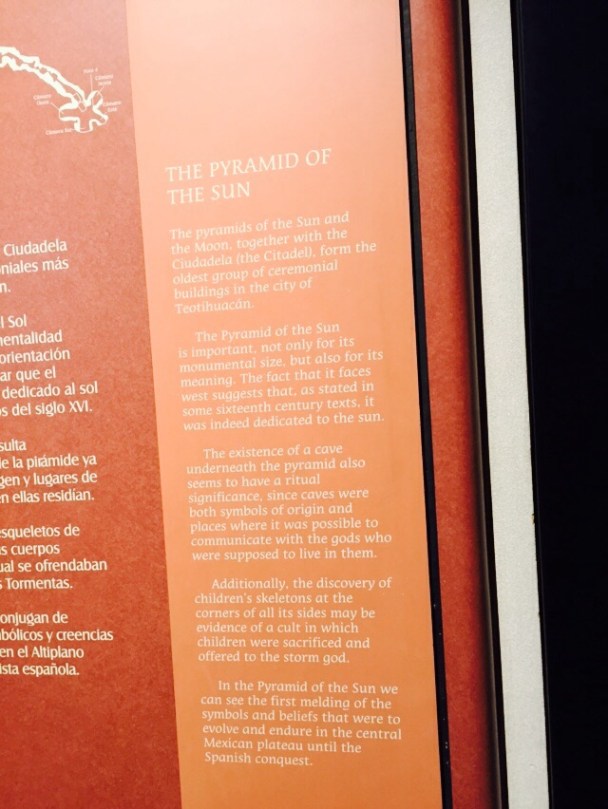 Ciudadela
niales más
n.
l Sol
nentalidad
orientación
ar que el
dedicado al sol
os del siglo XVI.
sulta
e la pirámide ya
gen y lugares de
n ellas residían.
esqueletos de
s cuerpos
ual se ofrendaban
s Tormentas.
onjugan de
bólicos y creencias
en el Altiplano
ista española.
THE PYRAMID OF
THE SUN
The pyramids of the Sun and
the Moon, together with the
Ciudadela (the Citadel), form the
oldest group of ceremonial
buildings in the city of
Teotihuacán.
The Pyramid of the Sun
is important, not only for its
monumental size, but also for its
meaning. The fact that it faces
west suggests that, as stated in
some sixteenth century texts, it
was indeed dedicated to the sun.
The existence of a cave
underneath the pyramid also
seems to have a ritual
significance, since caves were
both symbols of origin and
places where it was possible to
communicate with the gods who
were supposed to live in them.
Additionally, the discovery of
children's skeletons at the
corners of all its sides may be
evidence of a cult in which
children were sacrificed and
offered to the storm god.
In the Pyramid of the Sun we
can see the first melding of the
symbols and beliefs that were to
evolve and endure in the central
Mexican plateau until the
Spanish conquest.